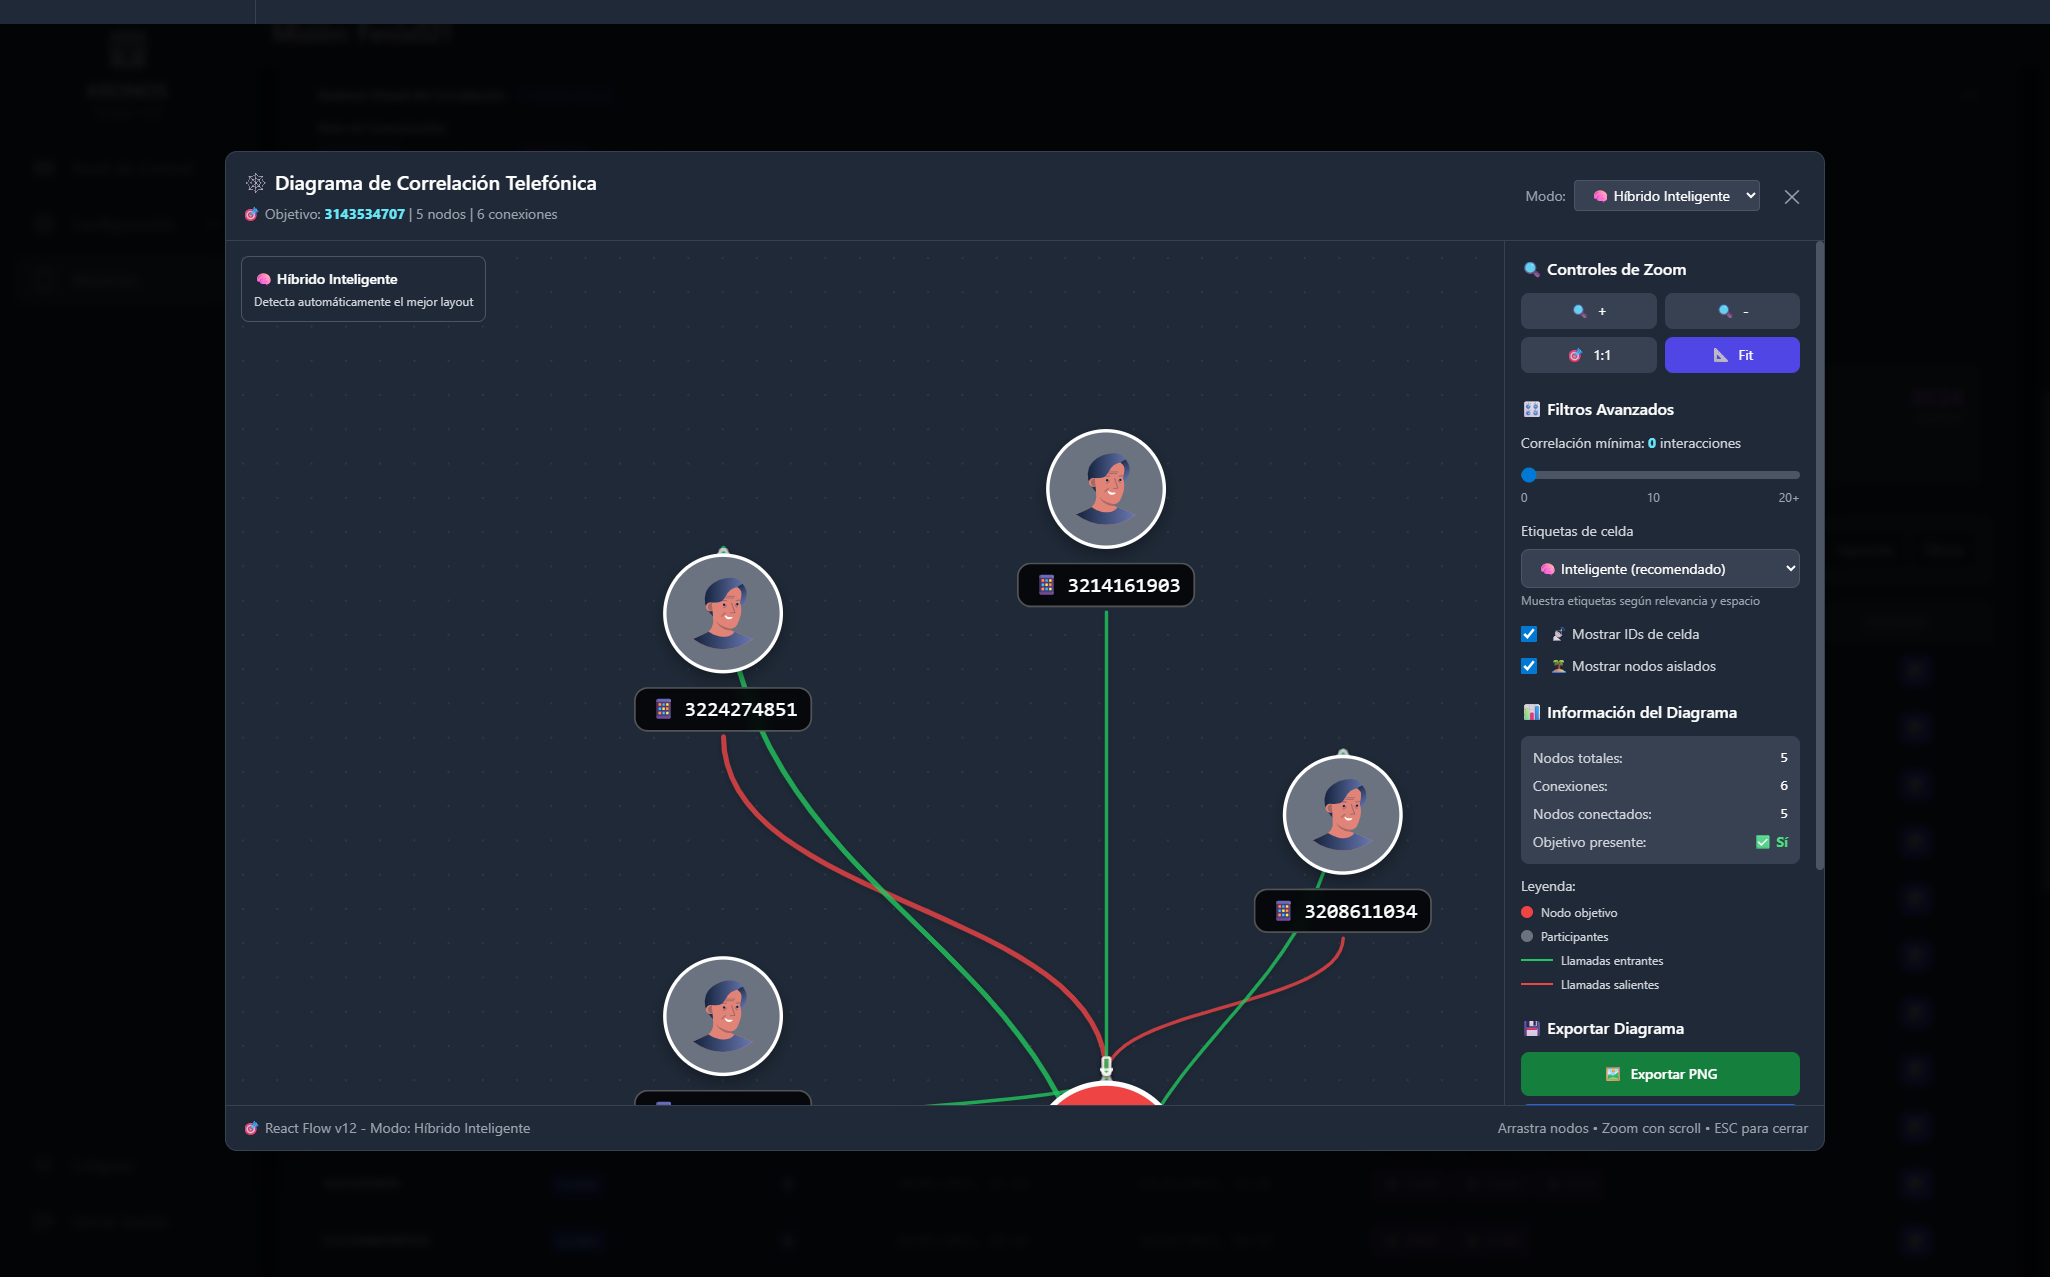 Diagrama de Correlación Telefónica
Objetivo: 3143534707 | 5 nodos | 6 conexiones
Modo: Híbrido Inteligente
Híbrido Inteligente
Detecta automáticamente el mejor layout
3214161903
3224274851
3208611034
Controles de Zoom
+
-
1:1
Fit
Filtros Avanzados
Correlación mínima: 0 interacciones
0 10 20+
Etiquetas de celda
Inteligente (recomendado)
Muestra etiquetas según relevancia y espacio
Mostrar IDs de celda
Mostrar nodos aislados
Información del Diagrama
Nodos totales: 5
Conexiones: 6
Nodos conectados: 5
Objetivo presente: Sí
Leyenda:
Nodo objetivo
Participantes
Llamadas entrantes
Llamadas salientes
Exportar Diagrama
Exportar PNG
React Flow v12 - Modo: Híbrido Inteligente
Arrastra nodos • Zoom con scroll • ESC para cerrar